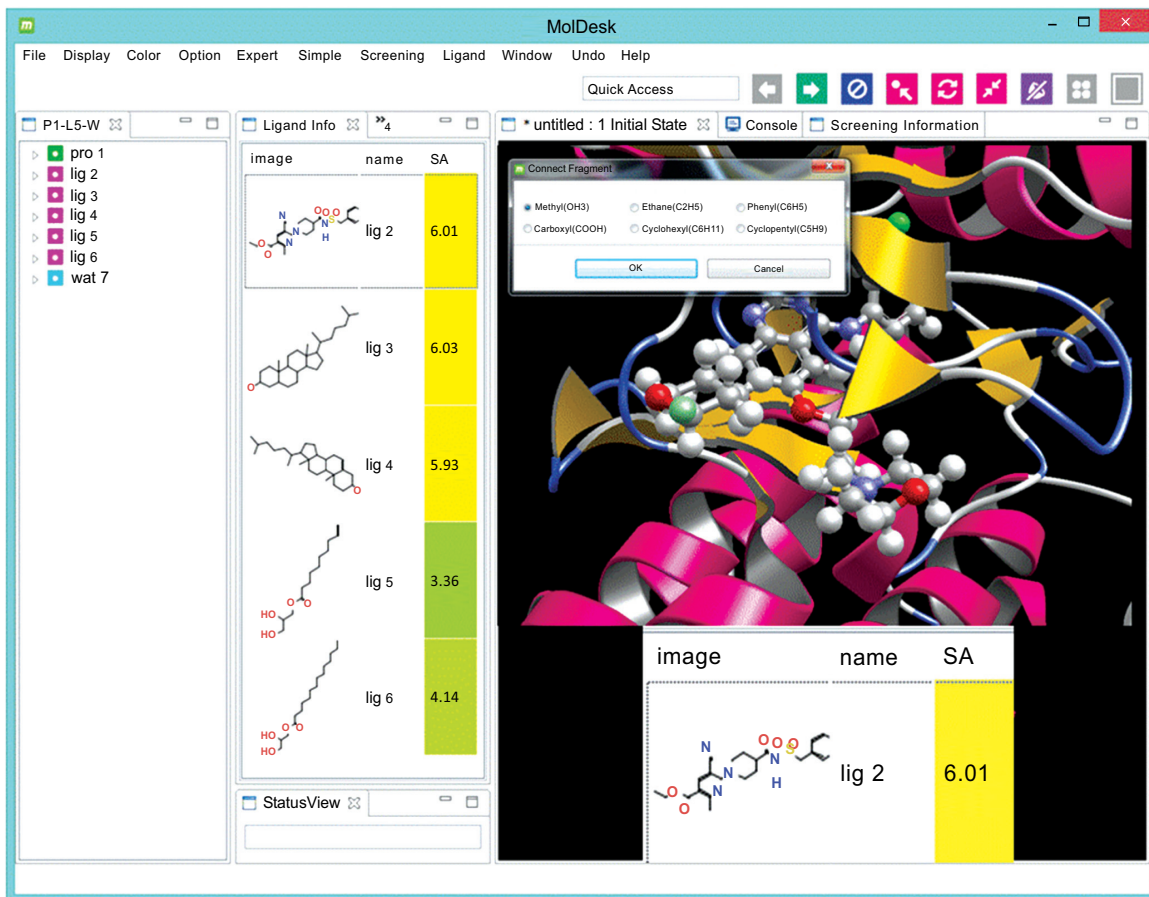 MolDesk
File Display Color Option Expert Simple Screening Ligand Window Undo Help
Quick Access
P1-L5-W
pro 1
lig 2
lig 3
lig 4
lig 5
lig 6
wat 7
Ligand Info »4
image name SA
N O O O N S N H N O O lig 2 6.01
O lig 3 6.03
O lig 4 5.93
O O HO HO lig 5 3.36
O O HO HO lig 6 4.14
StatusView
* untitled : 1 Initial State Console Screening Information
Connect Fragment
Methyl(OH3) Ethane(C2H5) Phenyl(C6H5)
Carboxyl(COOH) Cyclohexyl(C6H11) Cyclopentyl(C5H9)
OK Cancel
image name SA
N O O O S N N H N O O lig 2 6.01